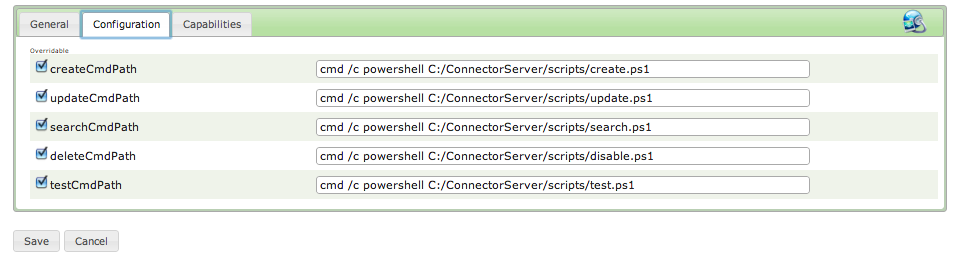 General Configuration Capabilities
Overridable
createCmdPath cmd /c powershell C:/ConnectorServer/scripts/create.ps1
updateCmdPath cmd /c powershell C:/ConnectorServer/scripts/update.ps1
searchCmdPath cmd /c powershell C:/ConnectorServer/scripts/search.ps1
deleteCmdPath cmd /c powershell C:/ConnectorServer/scripts/disable.ps1
testCmdPath cmd /c powershell C:/ConnectorServer/scripts/test.ps1
Save Cancel